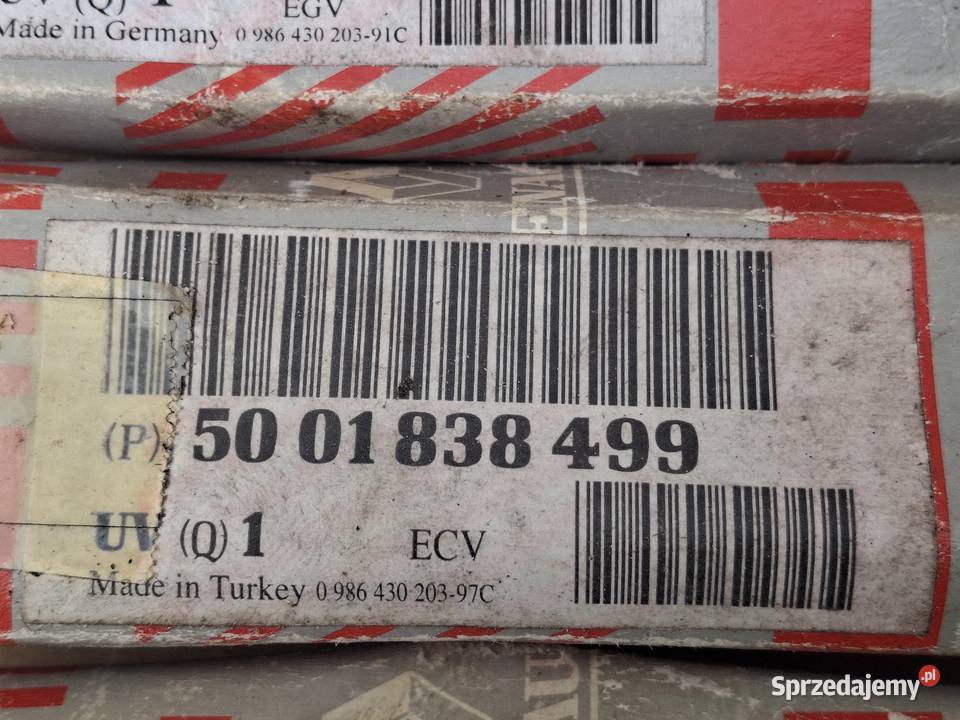 (Q) 1 EGV
Made in Germany 0 986 430 203-91C
(P) 50 01 838 499
UV (Q) 1 ECV
Made in Turkey 0 986 430 203-97C
Sprzedajemy.pl